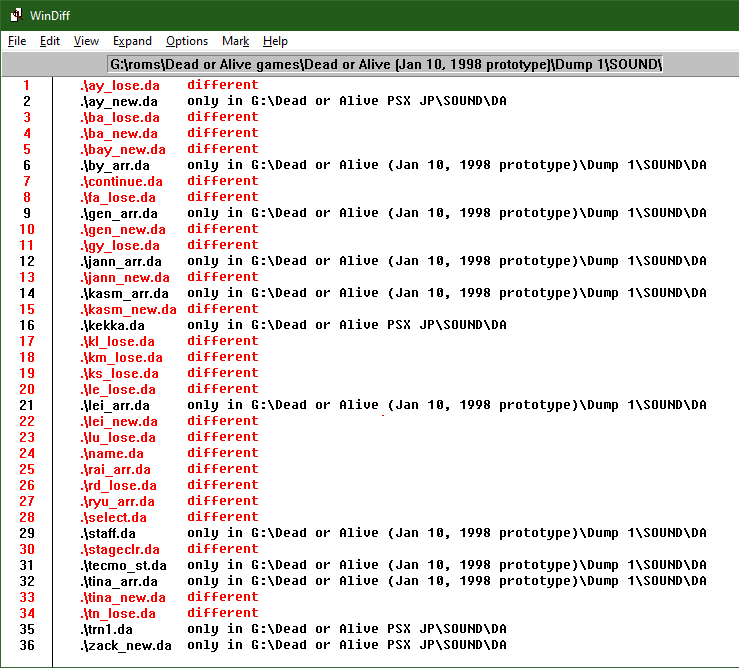 WinDiff
File Edit View Expand Options Mark Help
G:\roms\Dead or Alive games\Dead or Alive (Jan 10, 1998 prototype)\Dump 1\SOUND\
1 .\ay_lose.da different
2 .\ay_new.da only in G:\Dead or Alive PSX JP\SOUND\DA
3 .\ba_lose.da different
4 .\ba_new.da different
5 .\bay_new.da different
6 .\by_arr.da only in G:\Dead or Alive (Jan 10, 1998 prototype)\Dump 1\SOUND\DA
7 .\continue.da different
8 .\fa_lose.da different
9 .\gen_arr.da only in G:\Dead or Alive (Jan 10, 1998 prototype)\Dump 1\SOUND\DA
10 .\gen_new.da different
11 .\gy_lose.da different
12 .\jann_arr.da only in G:\Dead or Alive (Jan 10, 1998 prototype)\Dump 1\SOUND\DA
13 .\jann_new.da different
14 .\kasm_arr.da only in G:\Dead or Alive (Jan 10, 1998 prototype)\Dump 1\SOUND\DA
15 .\kasm_new.da different
16 .\kekka.da only in G:\Dead or Alive PSX JP\SOUND\DA
17 .\kl_lose.da different
18 .\km_lose.da different
19 .\ks_lose.da different
20 .\le_lose.da different
21 .\lei_arr.da only in G:\Dead or Alive (Jan 10, 1998 prototype)\Dump 1\SOUND\DA
22 .\lei_new.da different
23 .\lu_lose.da different
24 .\name.da different
25 .\rai_arr.da different
26 .\rd_lose.da different
27 .\ryu_arr.da different
28 .\select.da different
29 .\staff.da only in G:\Dead or Alive (Jan 10, 1998 prototype)\Dump 1\SOUND\DA
30 .\stageclr.da different
31 .\tecmo_st.da only in G:\Dead or Alive (Jan 10, 1998 prototype)\Dump 1\SOUND\DA
32 .\tina_arr.da only in G:\Dead or Alive (Jan 10, 1998 prototype)\Dump 1\SOUND\DA
33 .\tina_new.da different
34 .\tn_lose.da different
35 .\trn1.da only in G:\Dead or Alive PSX JP\SOUND\DA
36 .\zack_new.da only in G:\Dead or Alive PSX JP\SOUND\DA